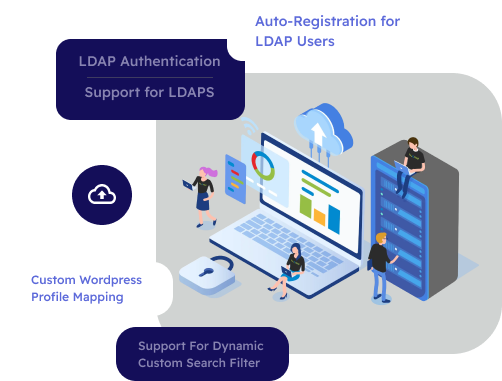 Auto-Registration for
LDAP Users
LDAP Authentication
Support for LDAPS
Custom Wordpress
Profile Mapping
Support For Dynamic
Custom Search Filter